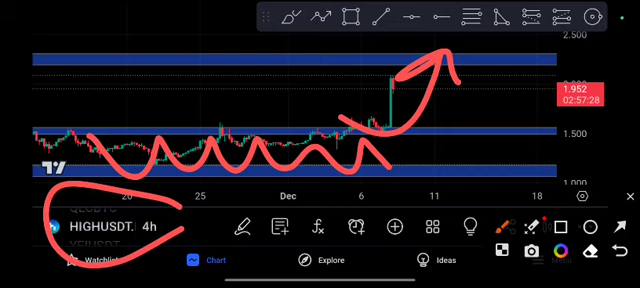 2.500
1.952
02:57:28
1.500
1.000
20
25
Dec
6
11
18
HIGHUSDT. 4h
Watchlist
Chart
Explore
Ideas
Menu